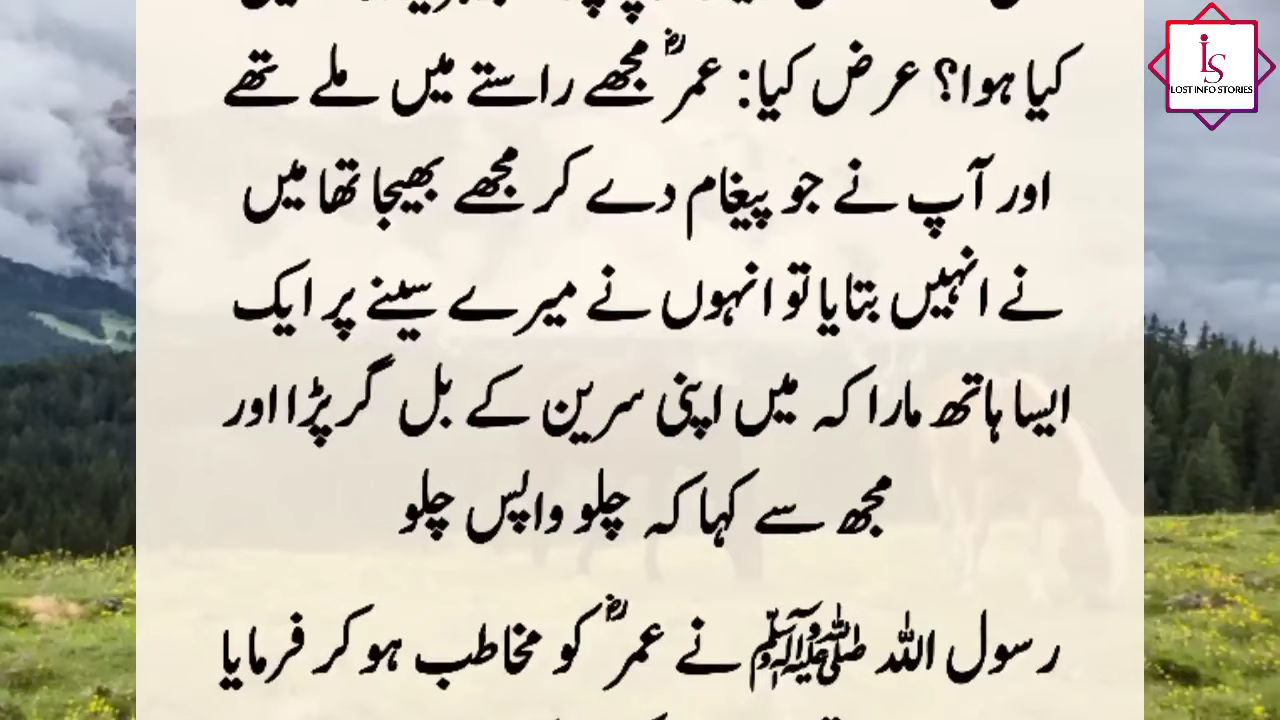 کیا ہوا؟ عرض کیا: عمرؓ مجھے راستے میں ملے تھے
اور آپ نے جو پیغام دے کر مجھے بھیجا تھا میں
نے انہیں بتایا تو انہوں نے میرے سینے پر ایک
ایسا ہاتھ مارا کہ میں اپنی سرین کے بل گر پڑا اور
مجھ سے کہا کہ چلو واپس چلو
رسول اللہ ﷺ نے عمرؓ کو مخاطب ہو کر فرمایا
iS
LOST INFO STORIES